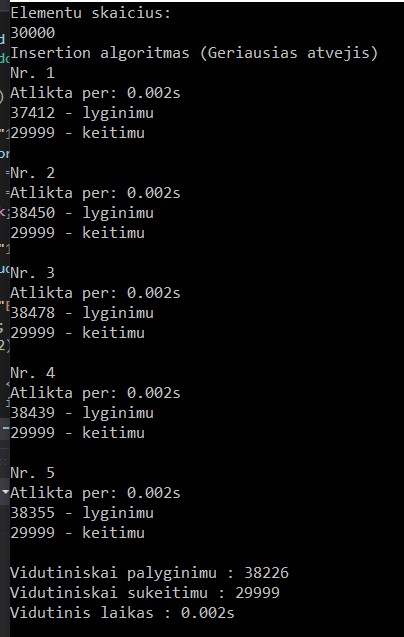 Elementu skaicius:
30000
Insertion algoritmas (Geriausias atvejis)
Nr. 1
Atlikta per: 0.002s
37412 - lyginimu
29999 - keitimu
Nr. 2
Atlikta per: 0.002s
38450 - lyginimu
29999 - keitimu
Nr. 3
Atlikta per: 0.002s
38478 - lyginimu
29999 - keitimu
Nr. 4
Atlikta per: 0.002s
38439 - lyginimu
29999 - keitimu
Nr. 5
Atlikta per: 0.002s
38355 - lyginimu
29999 - keitimu
Vidutiniskai palyginimu : 38226
Vidutiniskai sukeitimu : 29999
Vidutinis laikas : 0.002s